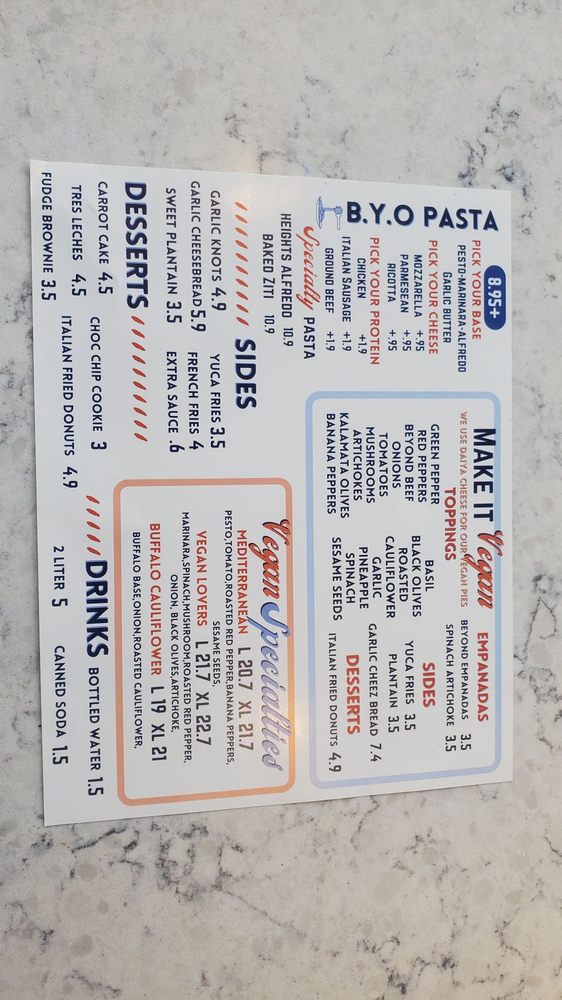 B.Y.O PASTA
8.95+
PICK YOUR BASE
PESTO-MARINARA-ALFREDO
GARLIC BUTTER
PICK YOUR CHEESE
MOZZARELLA +.95
PARMESEAN +.95
RICOTTA +.95
PICK YOUR PROTEIN
CHICKEN +1.9
ITALIAN SAUSAGE +1.9
GROUND BEEF +1.9
Specialty PASTA
HEIGHTS ALFREDO 10.9
BAKED ZITI 10.9
SIDES
GARLIC KNOTS 4.9
GARLIC CHEESEBREAD 5.9
SWEET PLANTAIN 3.5
YUCA FRIES 3.5
FRENCH FRIES 4
EXTRA SAUCE .6
DESSERTS
CARROT CAKE 4.5
TRES LECHES 4.5
FUDGE BROWNIE 3.5
CHOC CHIP COOKIE 3
ITALIAN FRIED DONUTS 4.9
MAKE IT Vegan
WE USE DAIYA CHEESE FOR OUR VEGAN PIES
TOPPINGS
GREEN PEPPER
RED PEPPERS
BEYOND BEEF
ONIONS
TOMATOES
MUSHROOMS
ARTICHOKES
KALAMATA OLIVES
BANANA PEPPERS
BASIL
BLACK OLIVES
ROASTED
CAULIFLOWER
GARLIC
PINEAPPLE
SPINACH
SESAME SEEDS
EMPANADAS
BEYOND EMPANADAS 3.5
SPINACH ARTICHOKE 3.5
SIDES
YUCA FRIES 3.5
PLANTAIN 3.5
GARLIC CHEEZ BREAD 7.4
DESSERTS
ITALIAN FRIED DONUTS 4.9
Vegan Specialties
MEDITERRANEAN L 20.7 XL 21.7
PESTO,TOMATO,ROASTED RED PEPPER,BANANA PEPPERS,
SESAME SEEDS,
VEGAN LOVERS L 21.7 XL 22.7
MARINARA,SPINACH,MUSHROOM,ROASTED RED PEPPER,
ONION, BLACK OLIVES,ARTICHOKE,
BUFFALO CAULIFLOWER L 19 XL 21
BUFFALO BASE,ONION,ROASTED CAULIFLOWER,
DRINKS
BOTTLED WATER 1.5
2 LITER 5
CANNED SODA 1.5